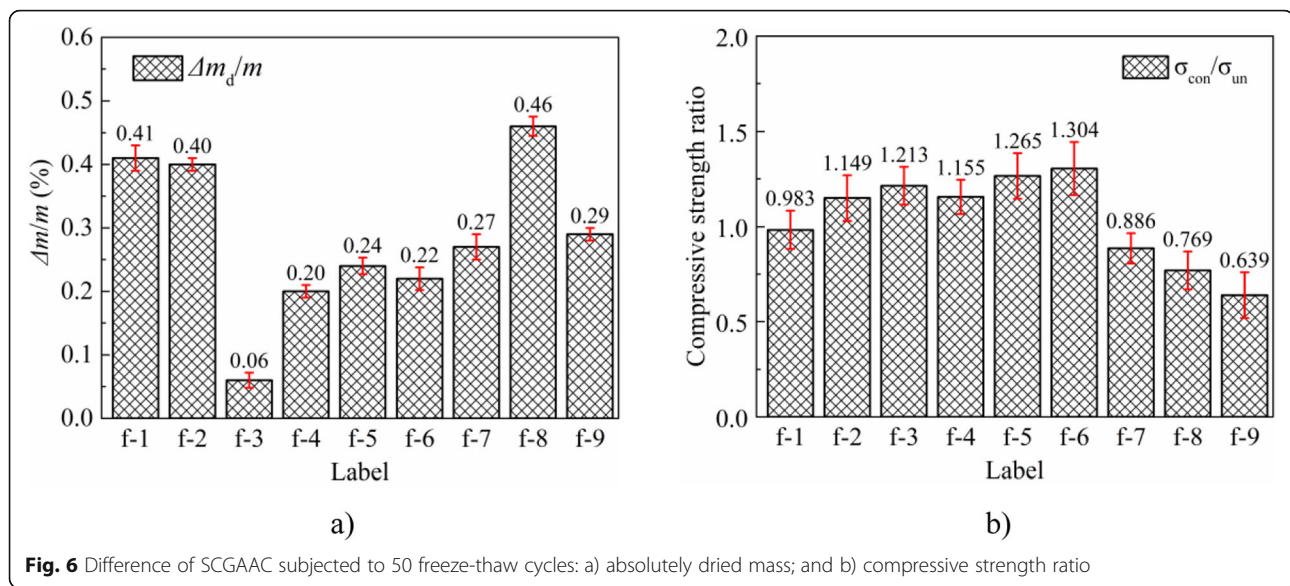 0.6
0.5
0.4
0.3
0.2
0.1
0.0
Δm/m (%)
Δm_d/m
0.41
0.40
0.06
0.20
0.24
0.22
0.27
0.46
0.29
f-1 f-2 f-3 f-4 f-5 f-6 f-7 f-8 f-9
Label
a)
2.0
1.5
1.0
0.5
0.0
Compressive strength ratio
σ_con/σ_un
0.983
1.149
1.213
1.155
1.265
1.304
0.886
0.769
0.639
f-1 f-2 f-3 f-4 f-5 f-6 f-7 f-8 f-9
Label
b)
Fig. 6 Difference of SCGAAC subjected to 50 freeze-thaw cycles: a) absolutely dried mass; and b) compressive strength ratio